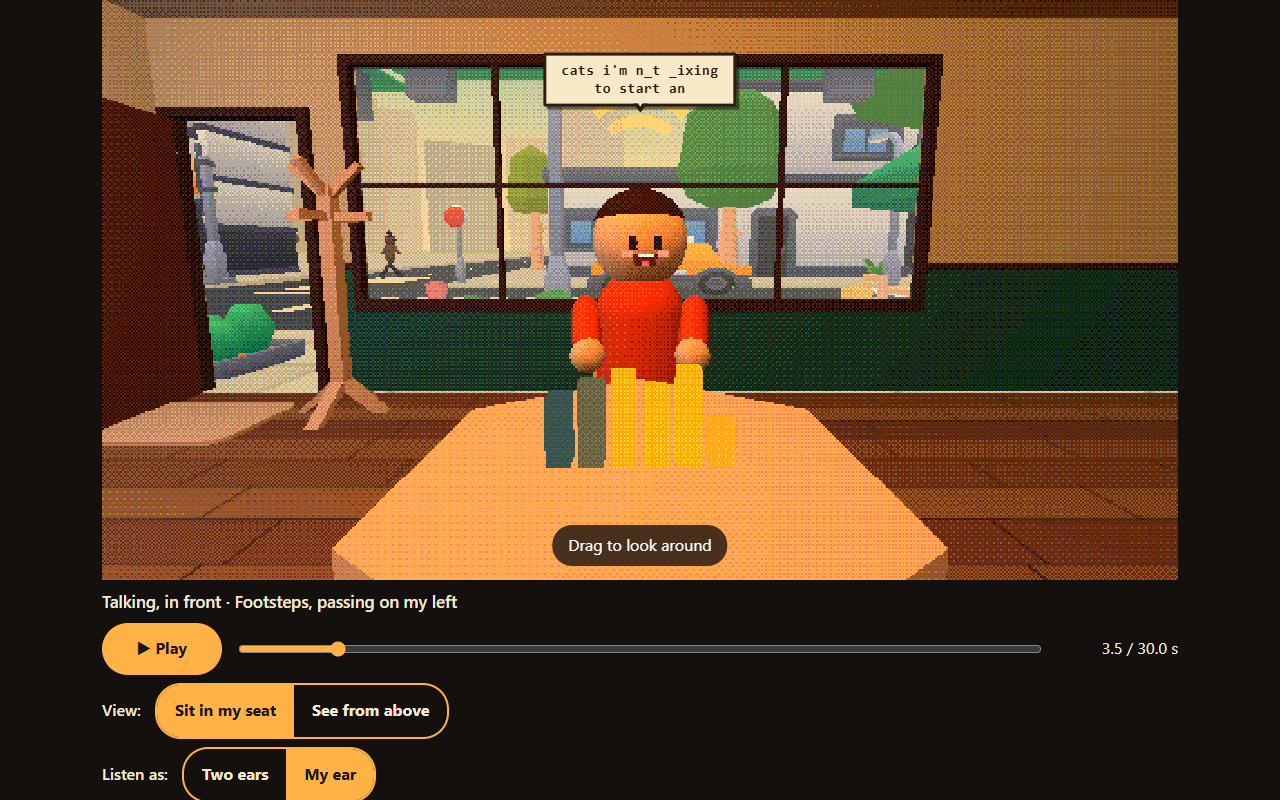 cats i'm n_t _ixing
to start an
Drag to look around
Talking, in front · Footsteps, passing on my left
▶ Play
3.5 / 30.0 s
View:
Sit in my seat
See from above
Listen as:
Two ears
My ear